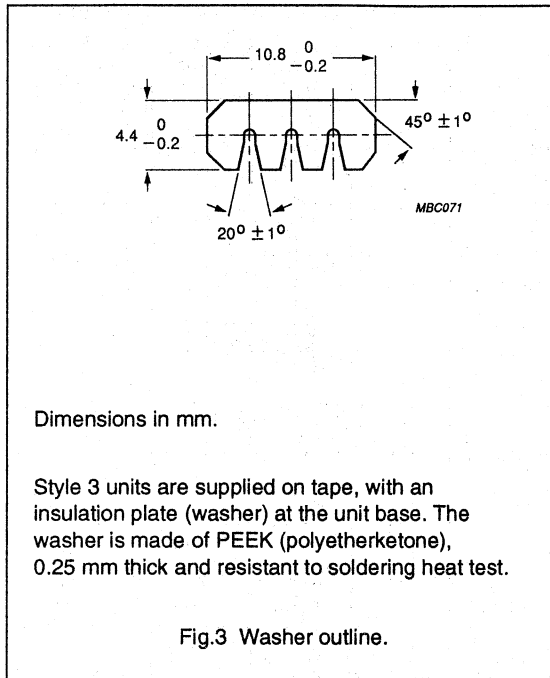 10.8 0 −0.2
4.4 0 −0.2
45° ±1°
MBC071
20° ±1°
Dimensions in mm.
Style 3 units are supplied on tape, with an
insulation plate (washer) at the unit base. The
washer is made of PEEK (polyetherketone),
0.25 mm thick and resistant to soldering heat test.
Fig.3 Washer outline.